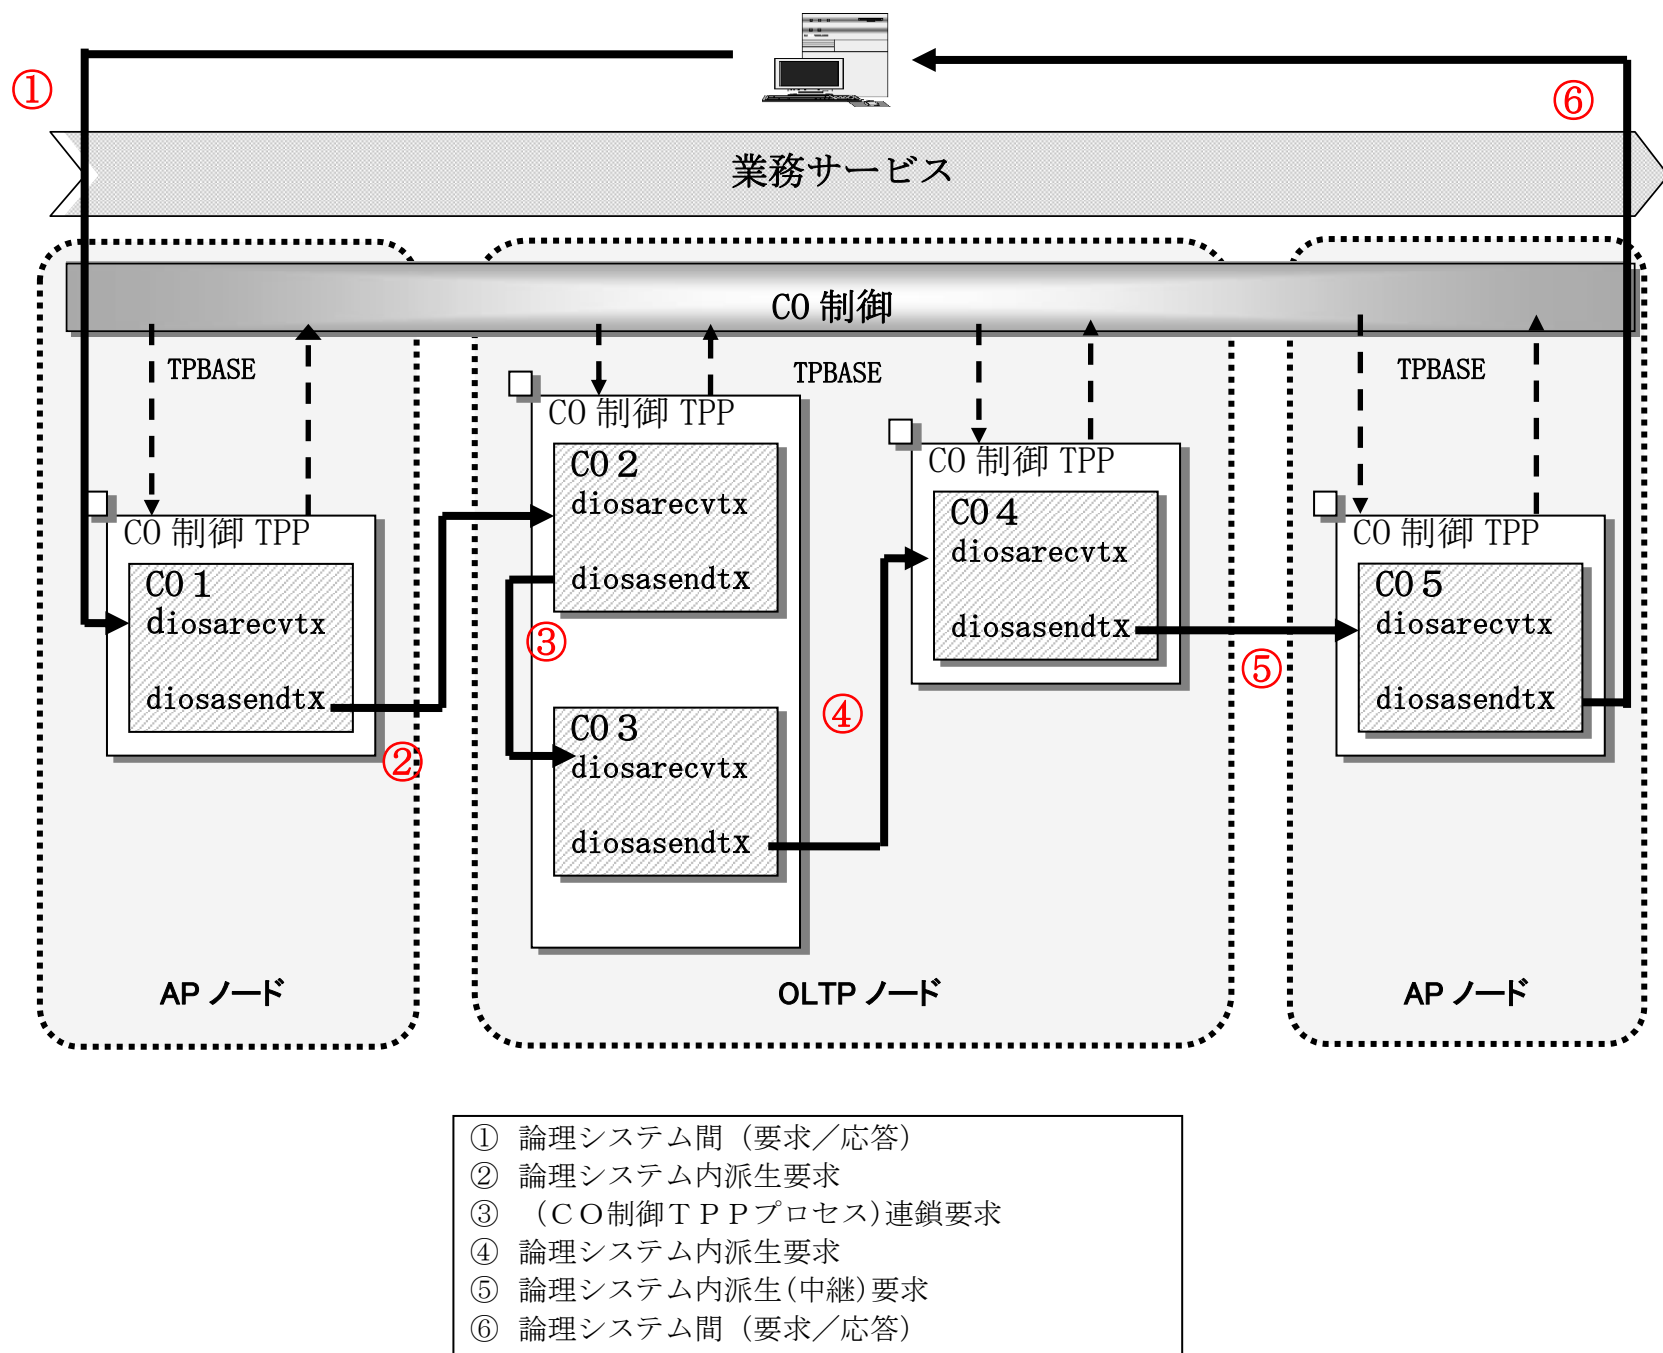 ①
⑥
業務サービス
CO 制御
TPBASE
TPBASE
TPBASE
CO 制御 TPP
CO 1
diosarecvtx
diosasendtx
②
CO 制御 TPP
CO 2
diosarecvtx
diosasendtx
③
CO 3
diosarecvtx
diosasendtx
④
CO 制御 TPP
CO 4
diosarecvtx
diosasendtx
⑤
CO 制御 TPP
CO 5
diosarecvtx
diosasendtx
AP ノード
OLTP ノード
AP ノード
① 論理システム間（要求／応答）
② 論理システム内派生要求
③ （ＣＯ制御ＴＰＰプロセス）連鎖要求
④ 論理システム内派生要求
⑤ 論理システム内派生(中継)要求
⑥ 論理システム間（要求／応答）